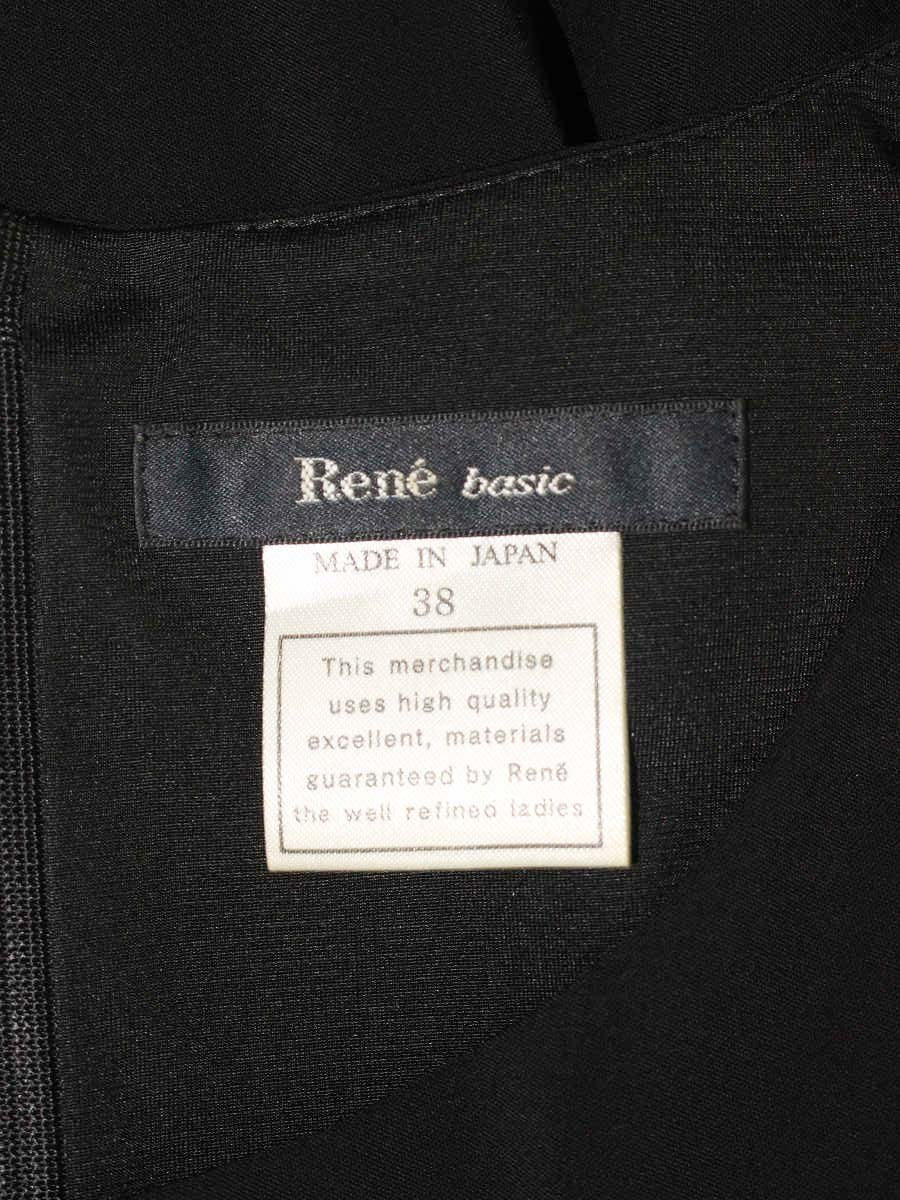 René basic
MADE IN JAPAN
38
This merchandise
uses high quality
excellent, materials
guaranteed by René
the well refined ladies